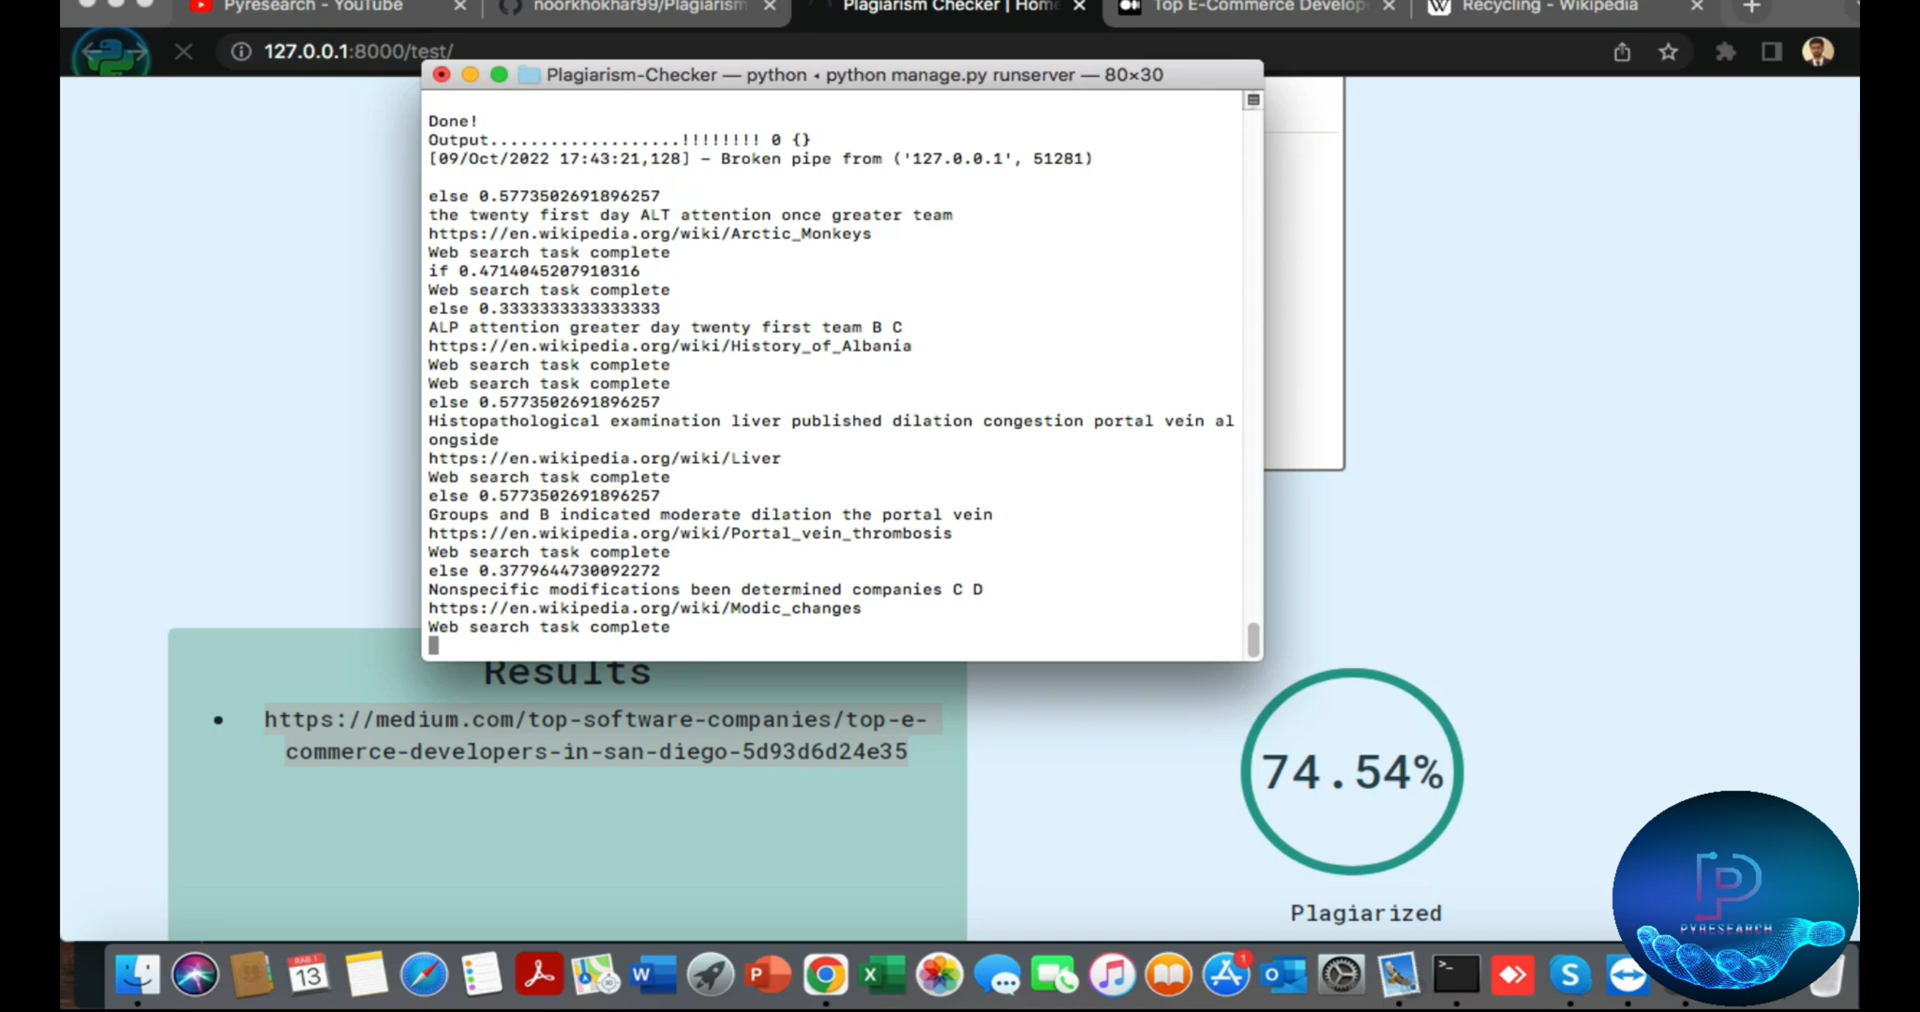 Pyresearch - YouTube
noorkhokhar99/Plagiarism
Plagiarism Checker | Home
Top E-Commerce Develop
Recycling - Wikipedia
127.0.0.1:8000/test/
Plagiarism-Checker — python ◂ python manage.py runserver — 80×30
Done!
Output...................!!!!!!!! 0 {}
[09/Oct/2022 17:43:21,128] - Broken pipe from ('127.0.0.1', 51281)
else 0.5773502691896257
the twenty first day ALT attention once greater team
https://en.wikipedia.org/wiki/Arctic_Monkeys
Web search task complete
if 0.4714045207910316
Web search task complete
else 0.3333333333333333
ALP attention greater day twenty first team B C
https://en.wikipedia.org/wiki/History_of_Albania
Web search task complete
Web search task complete
else 0.5773502691896257
Histopathological examination liver published dilation congestion portal vein al
ongside
https://en.wikipedia.org/wiki/Liver
Web search task complete
else 0.5773502691896257
Groups and B indicated moderate dilation the portal vein
https://en.wikipedia.org/wiki/Portal_vein_thrombosis
Web search task complete
else 0.3779644730092272
Nonspecific modifications been determined companies C D
https://en.wikipedia.org/wiki/Modic_changes
Web search task complete
Results
• https://medium.com/top-software-companies/top-e-
commerce-developers-in-san-diego-5d93d6d24e35
74.54%
Plagiarized
PYRESEARCH
13
1